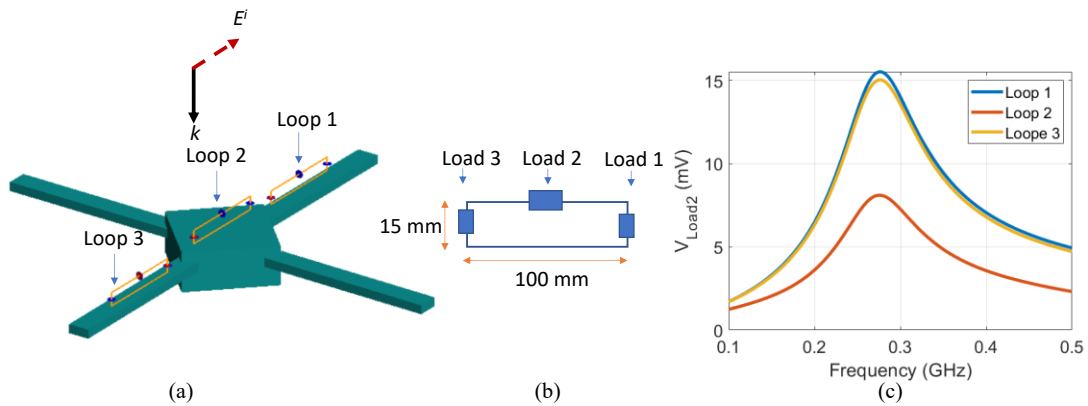 E^i
k
Loop 1
Loop 2
Loop 3
(a)
Load 3
Load 2
Load 1
15 mm
100 mm
(b)
15
10
5
0
V_Load2 (mV)
0.1
0.2
0.3
0.4
0.5
Frequency (GHz)
Loop 1
Loop 2
Loope 3
(c)